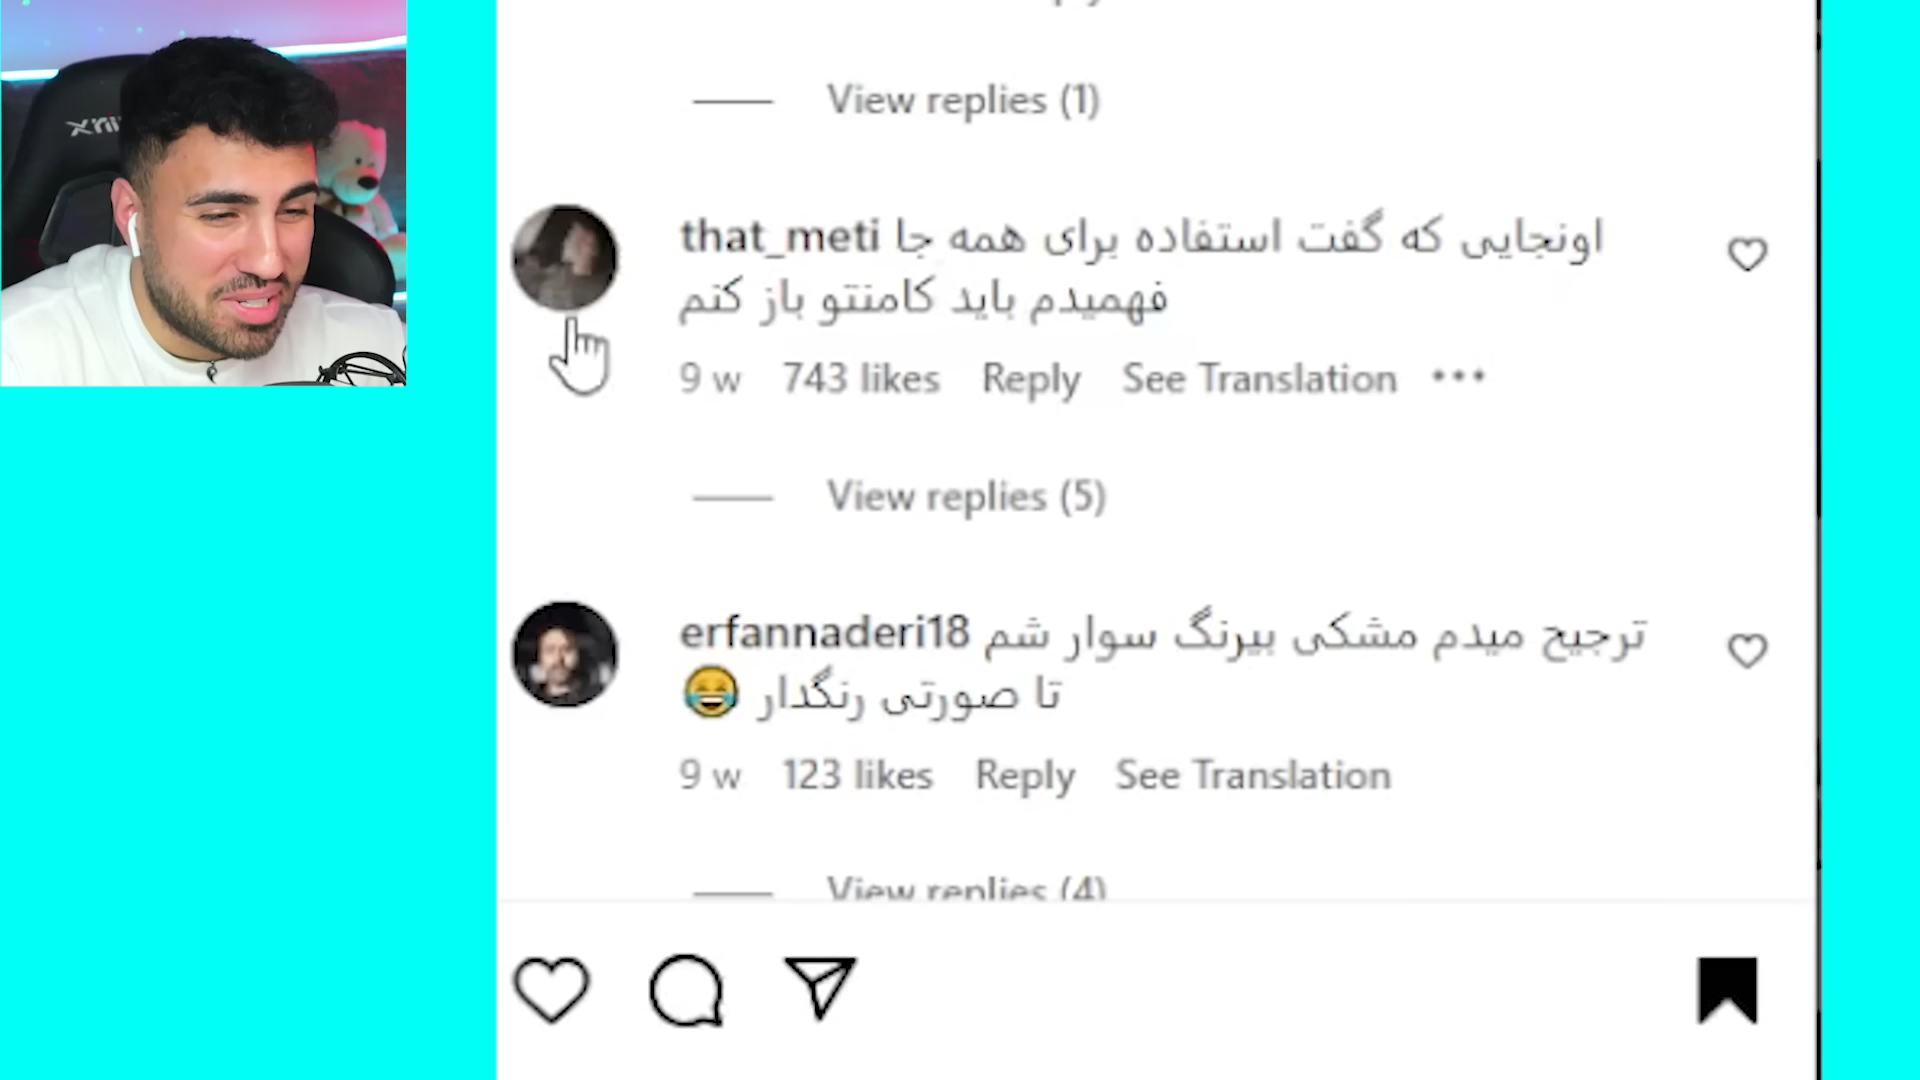 View replies (1)
that_meti اونجایی که گفت استفاده برای همه جا
فهمیدم باید کامنتو باز کنم
9 w 743 likes Reply See Translation •••
View replies (5)
erfannaderi18 ترجیح میدم مشکی بیرنگ سوار شم
تا صورتی رنگدار 😂
9 w 123 likes Reply See Translation
View replies (4)